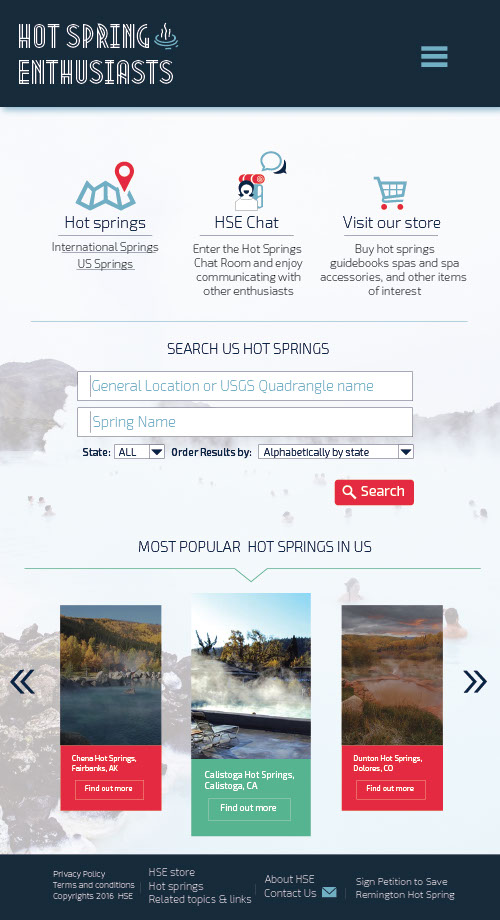 HOT SPRING
ENTHUSIASTS
Hot springs
International Springs
US Springs
HSE Chat
Enter the Hot Springs
Chat Room and enjoy
communicating with
other enthusiasts
Visit our store
Buy hot springs
guidebooks spas and spa
accessories, and other items
of interest
SEARCH US HOT SPRINGS
General Location or USGS Quadrangle name
Spring Name
State: ALL Order Results by: Alphabetically by state
Search
MOST POPULAR HOT SPRINGS IN US
Chena Hot Springs,
Fairbanks, AK
Find out more
Calistoga Hot Springs,
Calistoga, CA
Find out more
Dunton Hot Springs,
Dolores, CO
Find out more
Privacy Policy
Terms and conditions
Copyrights 2016 HSE
HSE store
Hot springs
Related topics & links
About HSE
Contact Us
Sign Petition to Save
Remington Hot Spring